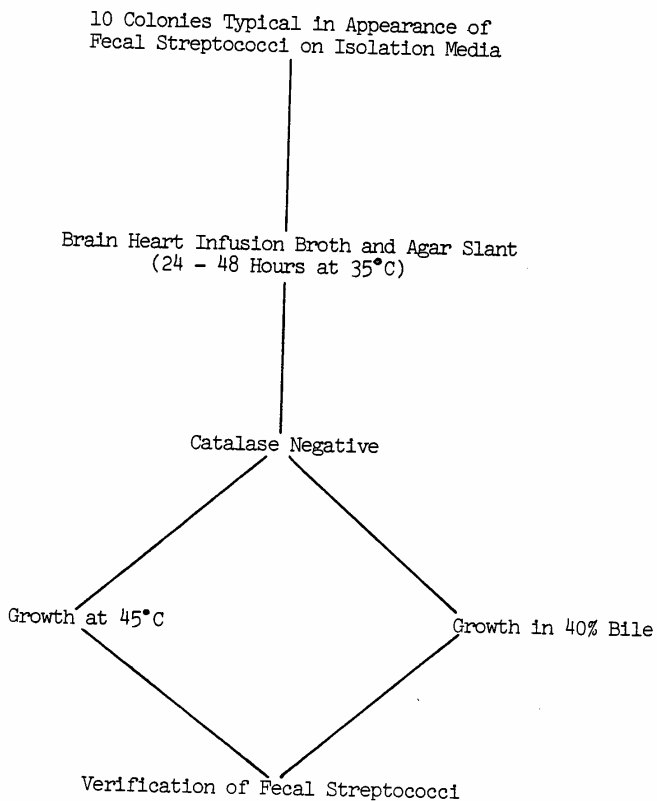 10 Colonies Typical in Appearance of
Fecal Streptococci on Isolation Media
Brain Heart Infusion Broth and Agar Slant
(24 - 48 Hours at 35°C)
Catalase Negative
Growth at 45°C
Growth in 40% Bile
Verification of Fecal Streptococci